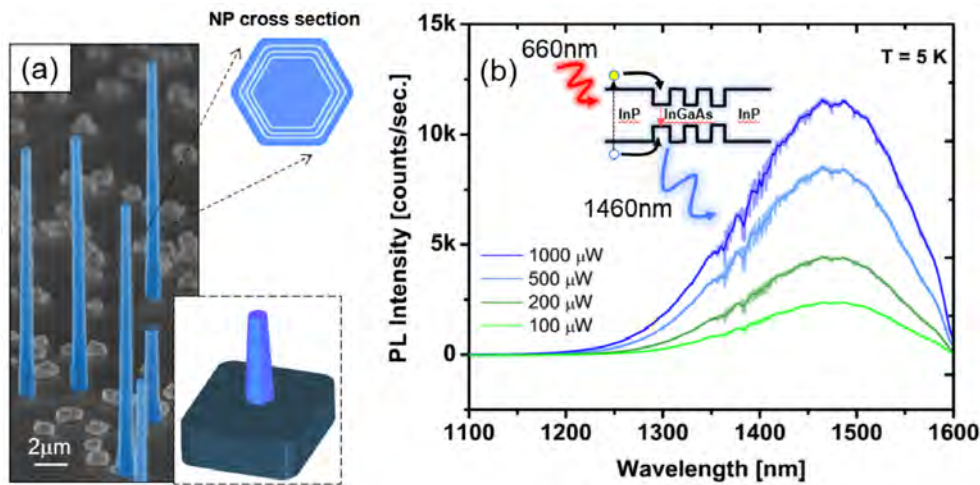 NP cross section
(a)
2μm
(b)
T = 5 K
660nm
InP
InGaAs
InP
1460nm
1000 μW
500 μW
200 μW
100 μW
15k
10k
5k
0
PL Intensity [counts/sec.]
1100
1200
1300
1400
1500
1600
Wavelength [nm]